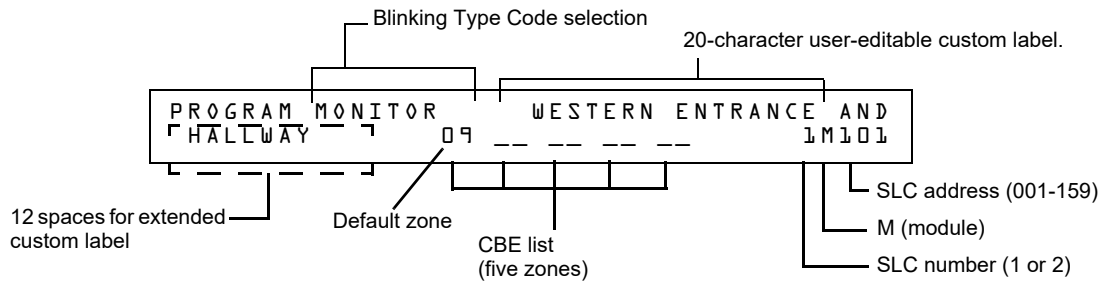 Blinking Type Code selection
20-character user-editable custom label.
PROGRAM MONITOR WESTERN ENTRANCE AND
HALLWAY 09 __ __ __ __ 1M101
SLC address (001-159)
12 spaces for extended
custom label
Default zone
M (module)
CBE list
(five zones)
SLC number (1 or 2)